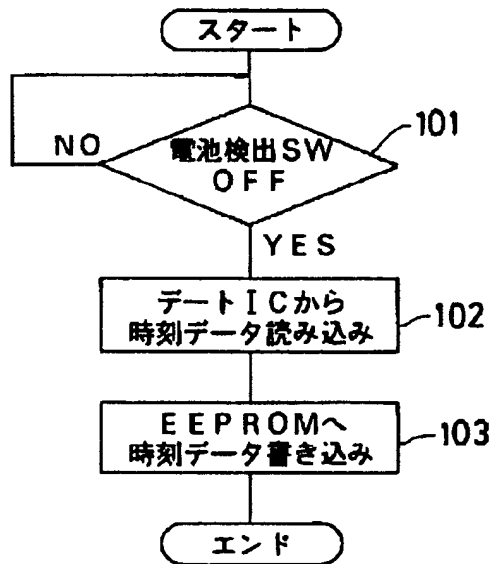 スタート
電池検出SW
OFF
101
NO
YES
デートICから
時刻データ読み込み
102
EEPROMへ
時刻データ書き込み
103
エンド